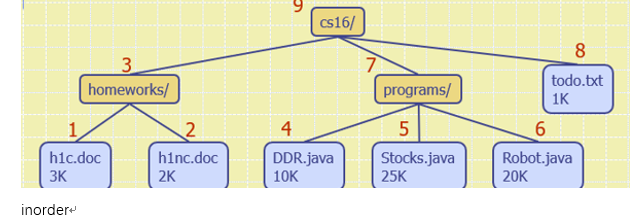 9
cs16/
3
7
8
homeworks/
programs/
todo.txt
1K
1
2
4
5
6
h1c.doc
3K
h1nc.doc
2K
DDR.java
10K
Stocks.java
25K
Robot.java
20K
inorder↵